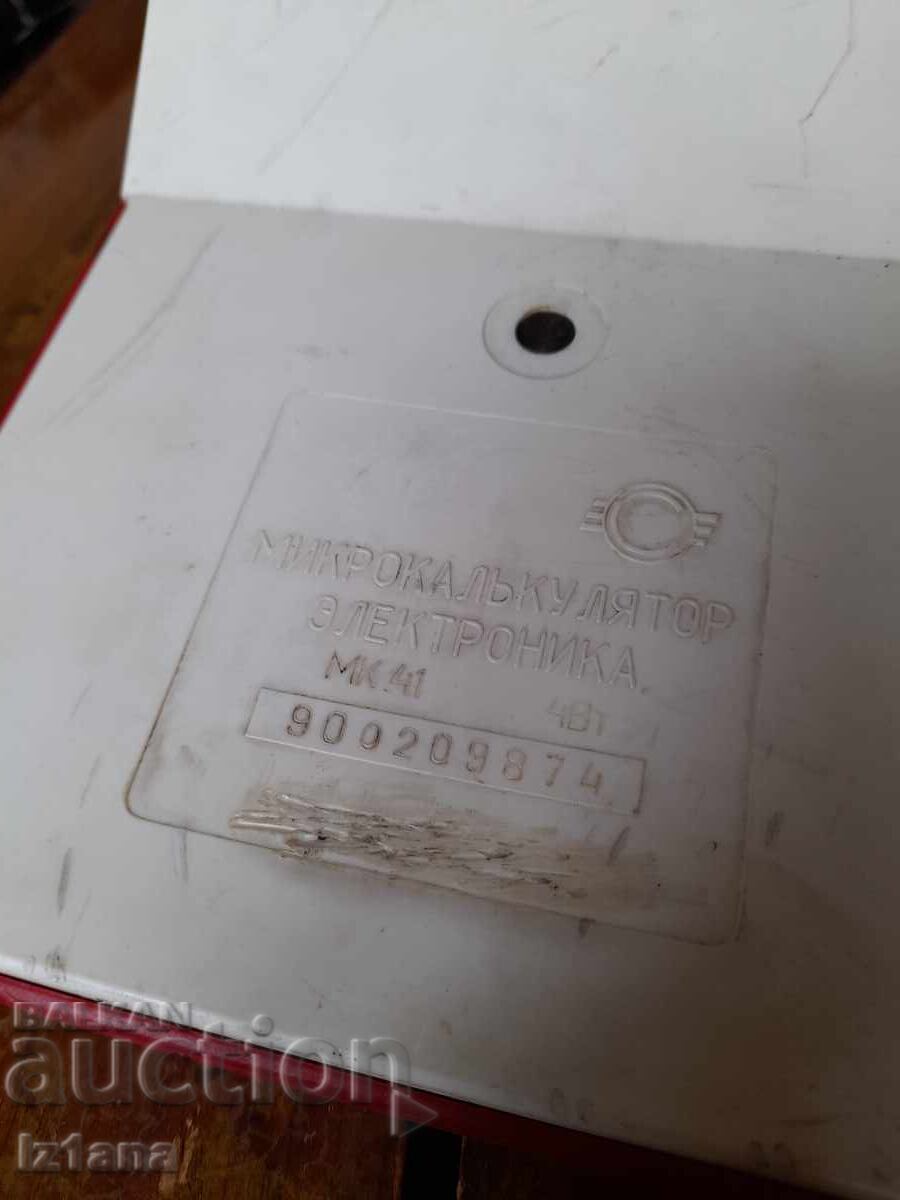 МИКРОКАЛЬКУЛЯТОР
ЭЛЕКТРОНИКА
МК.41 4Вт
900209874
BALKAN
auction
Iz1ana